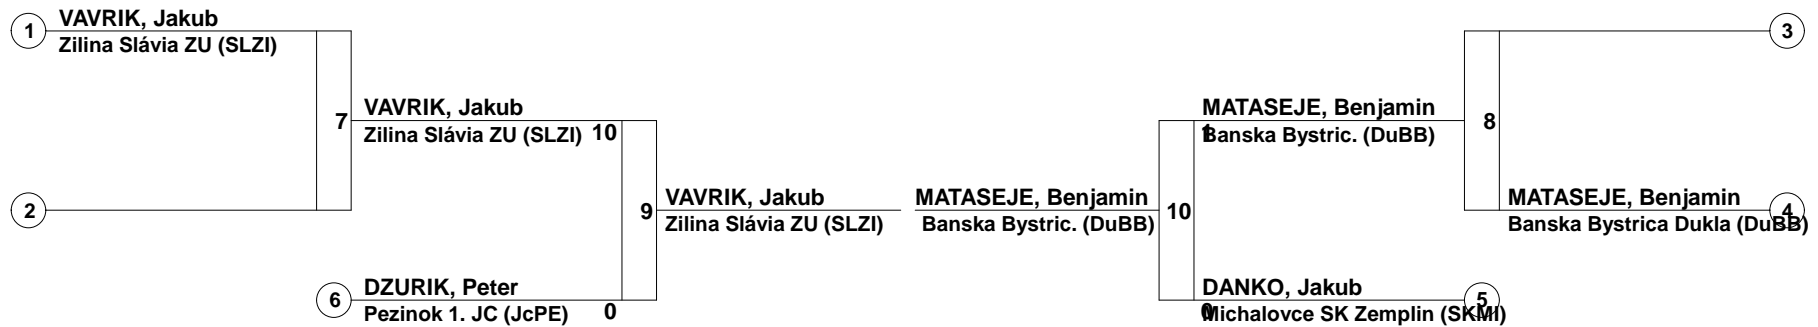 VAVRIK, Jakub
1
3
Zilina Slávia ZU (SLZI)
VAVRIK, Jakub
MATASEJE, Benjamin
7
8
Zilina Slávia ZU (SLZI)
10
1
Banska Bystric. (DuBB)
VAVRIK, Jakub
MATASEJE, Benjamin
MATASEJE, Benjamin
2
9
10
4
Zilina Slávia ZU (SLZI)
Banska Bystric. (DuBB)
Banska Bystrica Dukla (DuBB)
DZURIK, Peter
DANKO, Jakub
6
5
Pezinok 1. JC (JcPE)
0
0
Michalovce SK Zemplin (SKMI)